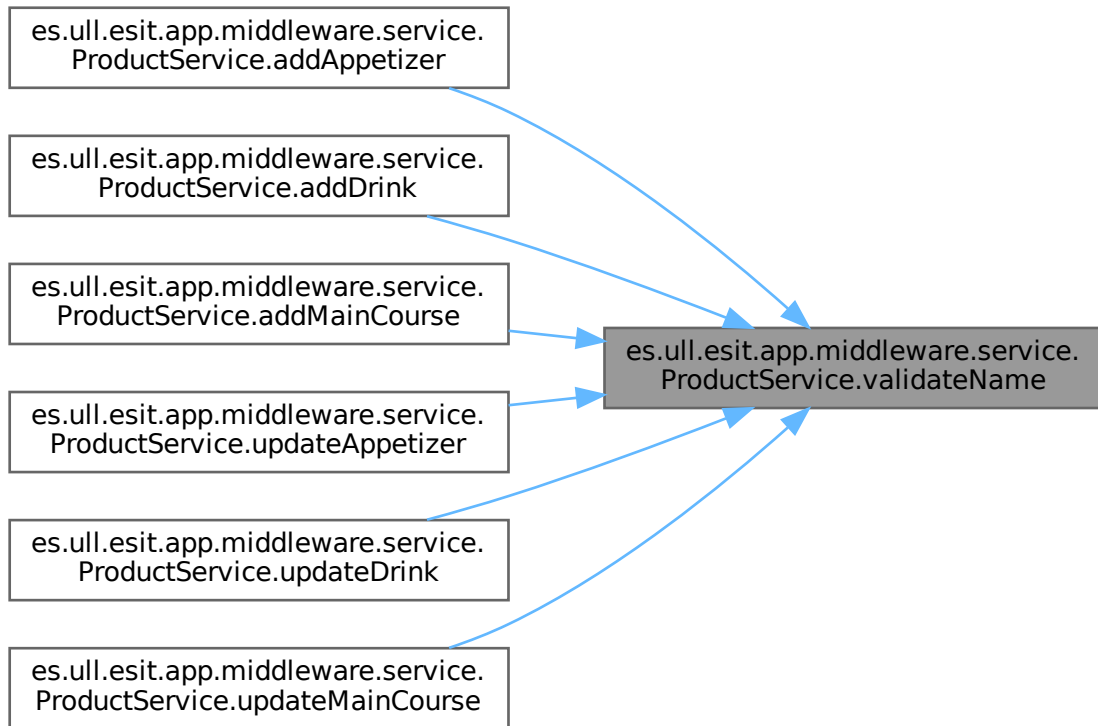 es.ull.esit.app.middleware.service.
ProductService.addAppetizer
es.ull.esit.app.middleware.service.
ProductService.addDrink
es.ull.esit.app.middleware.service.
ProductService.addMainCourse
es.ull.esit.app.middleware.service.
ProductService.validateName
es.ull.esit.app.middleware.service.
ProductService.updateAppetizer
es.ull.esit.app.middleware.service.
ProductService.updateDrink
es.ull.esit.app.middleware.service.
ProductService.updateMainCourse